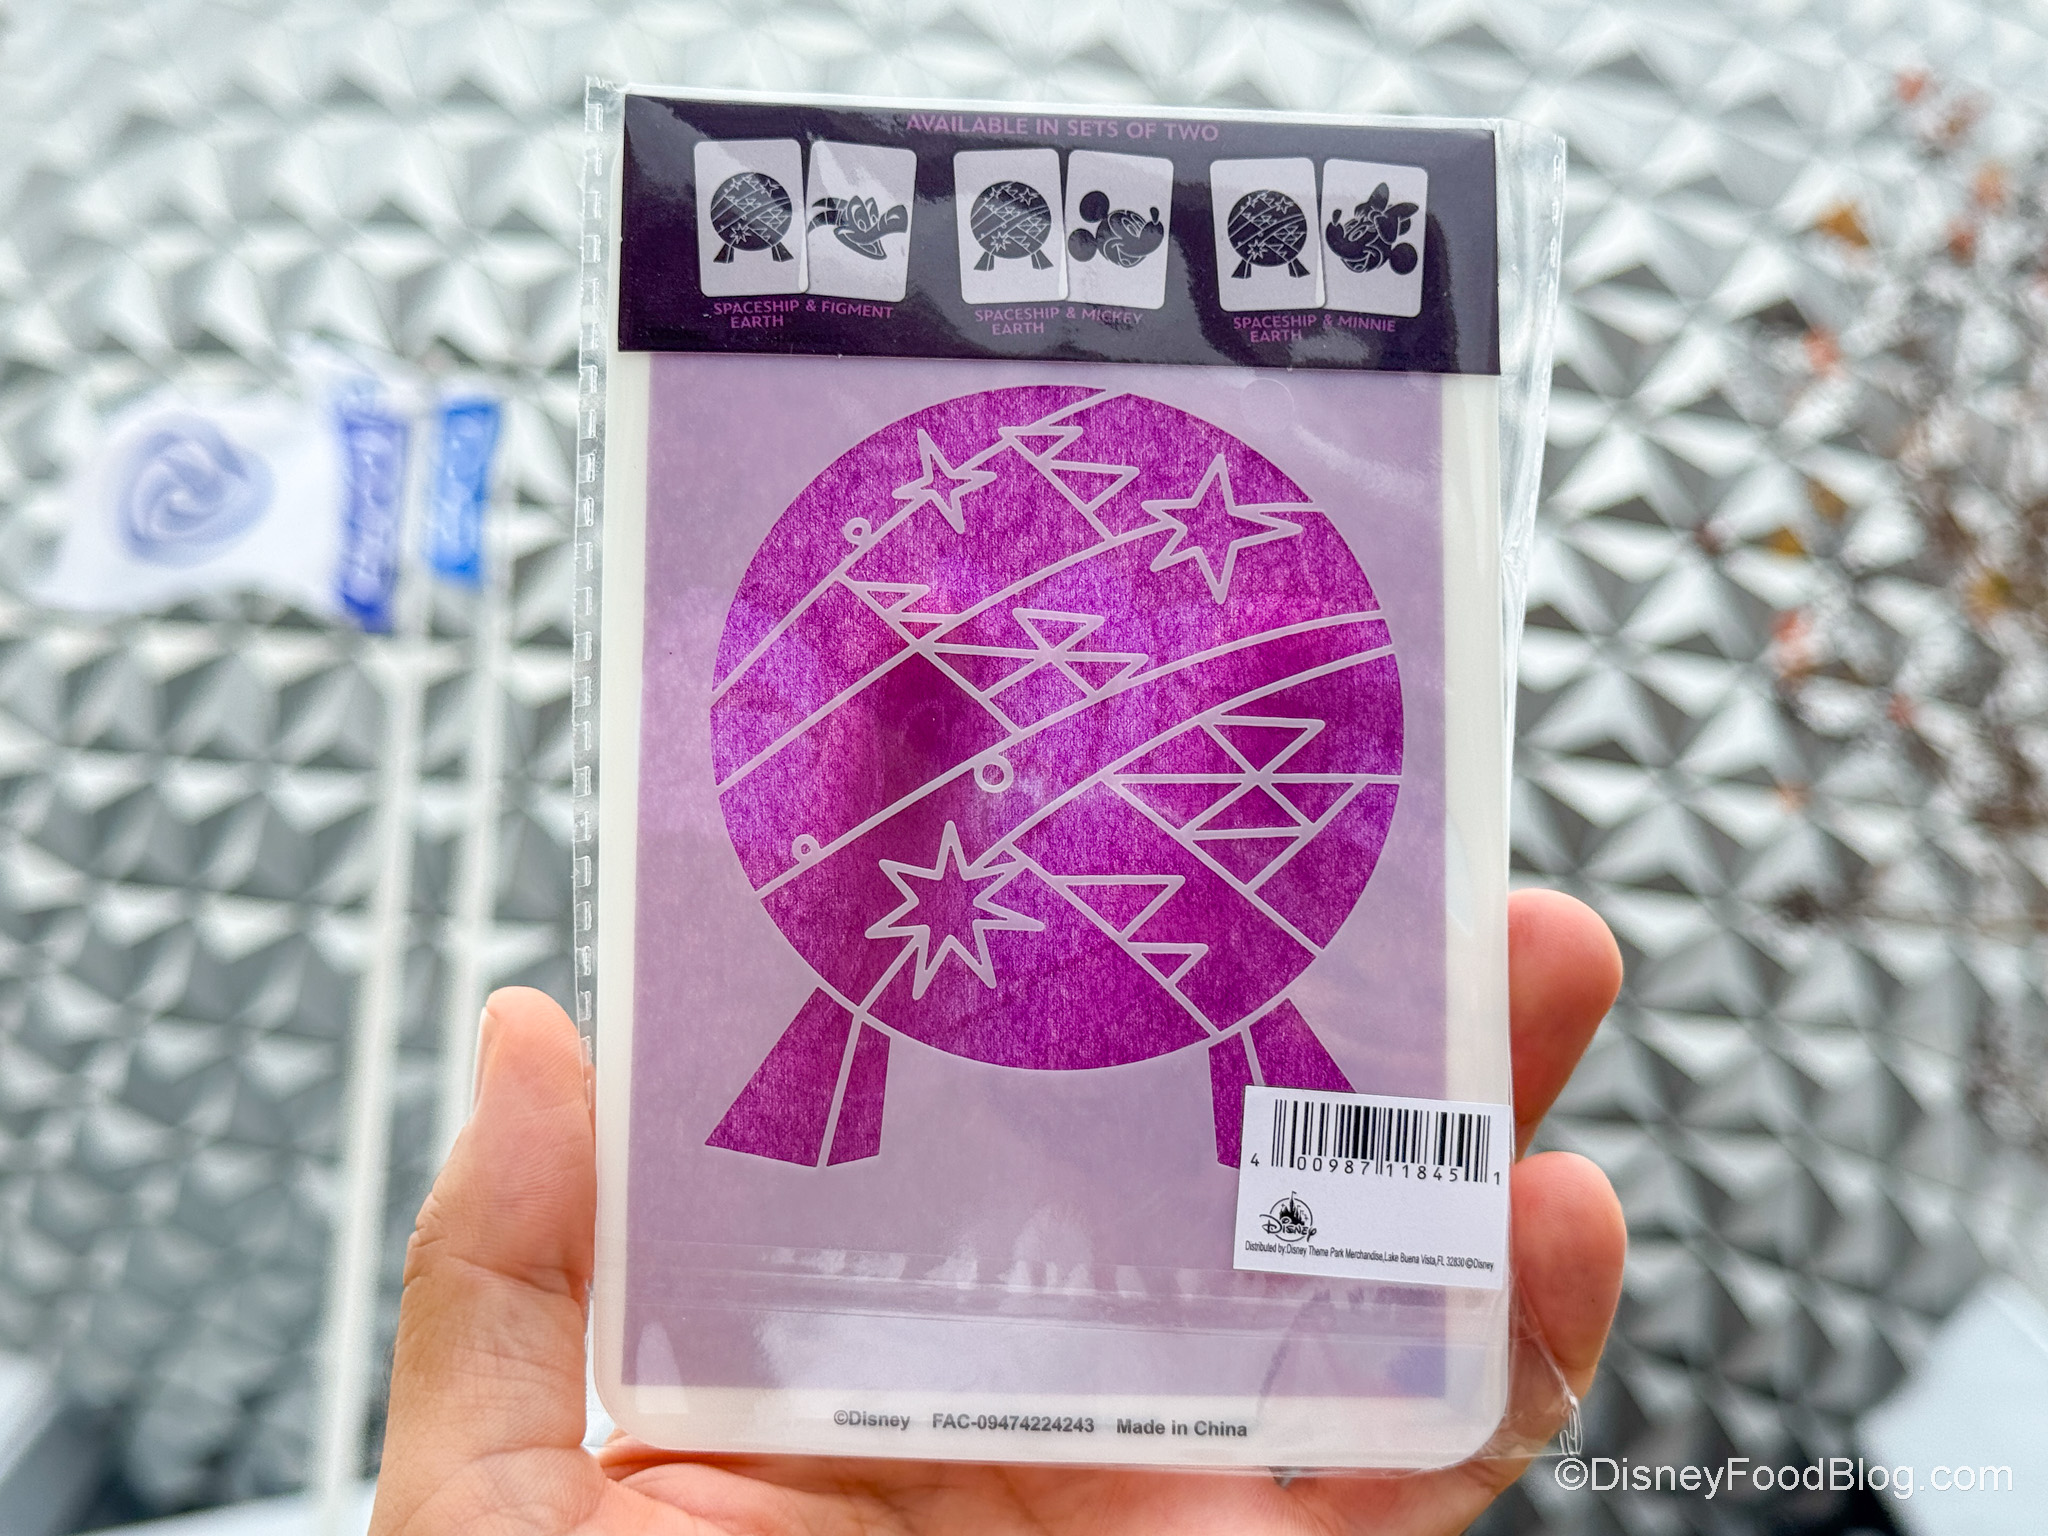 AVAILABLE IN SETS OF TWO
SPACESHIP & FIGMENT
EARTH
SPACESHIP & MICKEY
EARTH
SPACESHIP & MINNIE
EARTH
4 00987 11845 1
Disney
Distributed by:Disney Theme Park Merchandise,Lake Buena Vista,FL 32830 ©Disney
©Disney FAC-09474224243 Made in China
©DisneyFoodBlog.com